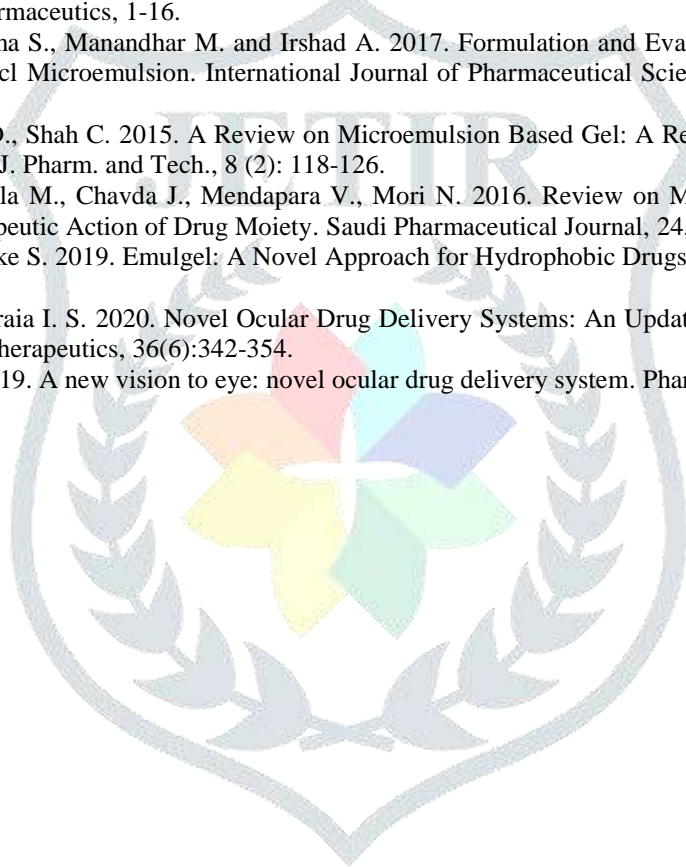 rmaceutics, 1-16.
na S., Manandhar M. and Irshad A. 2017. Formulation and Eva
cl Microemulsion. International Journal of Pharmaceutical Scie
JETIR
D., Shah C. 2015. A Review on Microemulsion Based Gel: A Re
J. Pharm. and Tech., 8 (2): 118-126.
la M., Chavda J., Mendapara V., Mori N. 2016. Review on M
peutic Action of Drug Moiety. Saudi Pharmaceutical Journal, 24,
ke S. 2019. Emulgel: A Novel Approach for Hydrophobic Drugs
raia I. S. 2020. Novel Ocular Drug Delivery Systems: An Updat
herapeutics, 36(6):342-354.
19. A new vision to eye: novel ocular drug delivery system. Phar